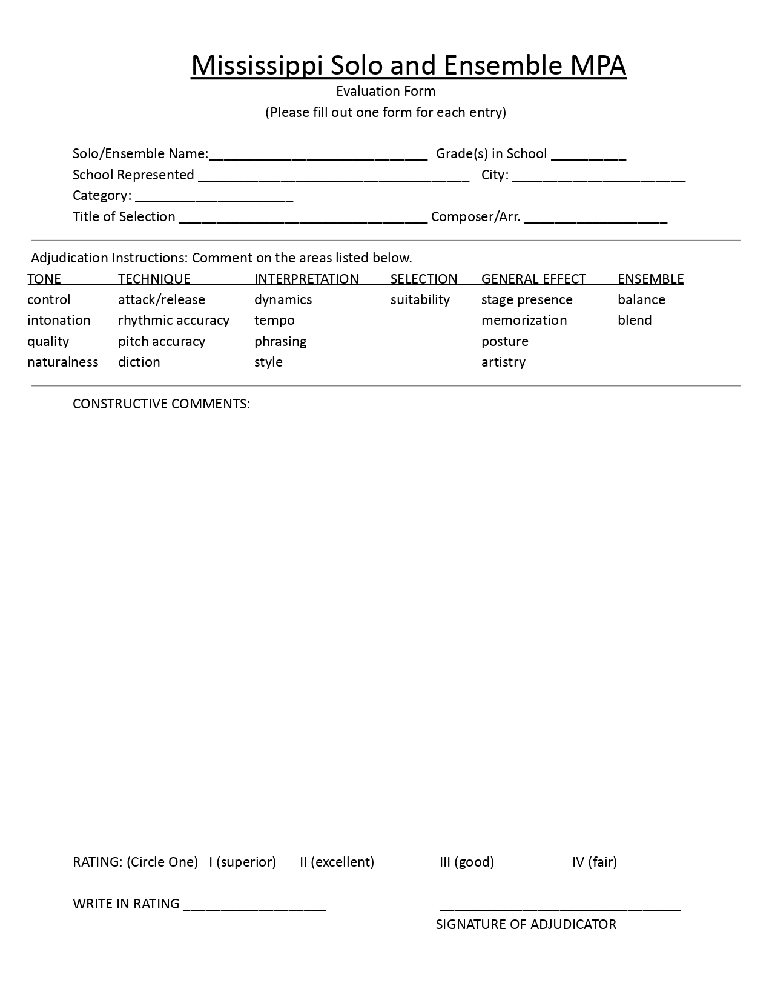 Mississippi Solo and Ensemble MPA
Evaluation Form
(Please fill out one form for each entry)
Solo/Ensemble Name:_____________________________ Grade(s) in School __________
School Represented ____________________________________ City: _______________________
Category: _____________________
Title of Selection _________________________________ Composer/Arr. ___________________
Adjudication Instructions: Comment on the areas listed below.
TONE TECHNIQUE INTERPRETATION SELECTION GENERAL EFFECT ENSEMBLE
control attack/release dynamics suitability stage presence balance
intonation rhythmic accuracy tempo memorization blend
quality pitch accuracy phrasing posture
naturalness diction style artistry
CONSTRUCTIVE COMMENTS:
RATING: (Circle One) I (superior) II (excellent) III (good) IV (fair)
WRITE IN RATING ___________________ ________________________________
SIGNATURE OF ADJUDICATOR